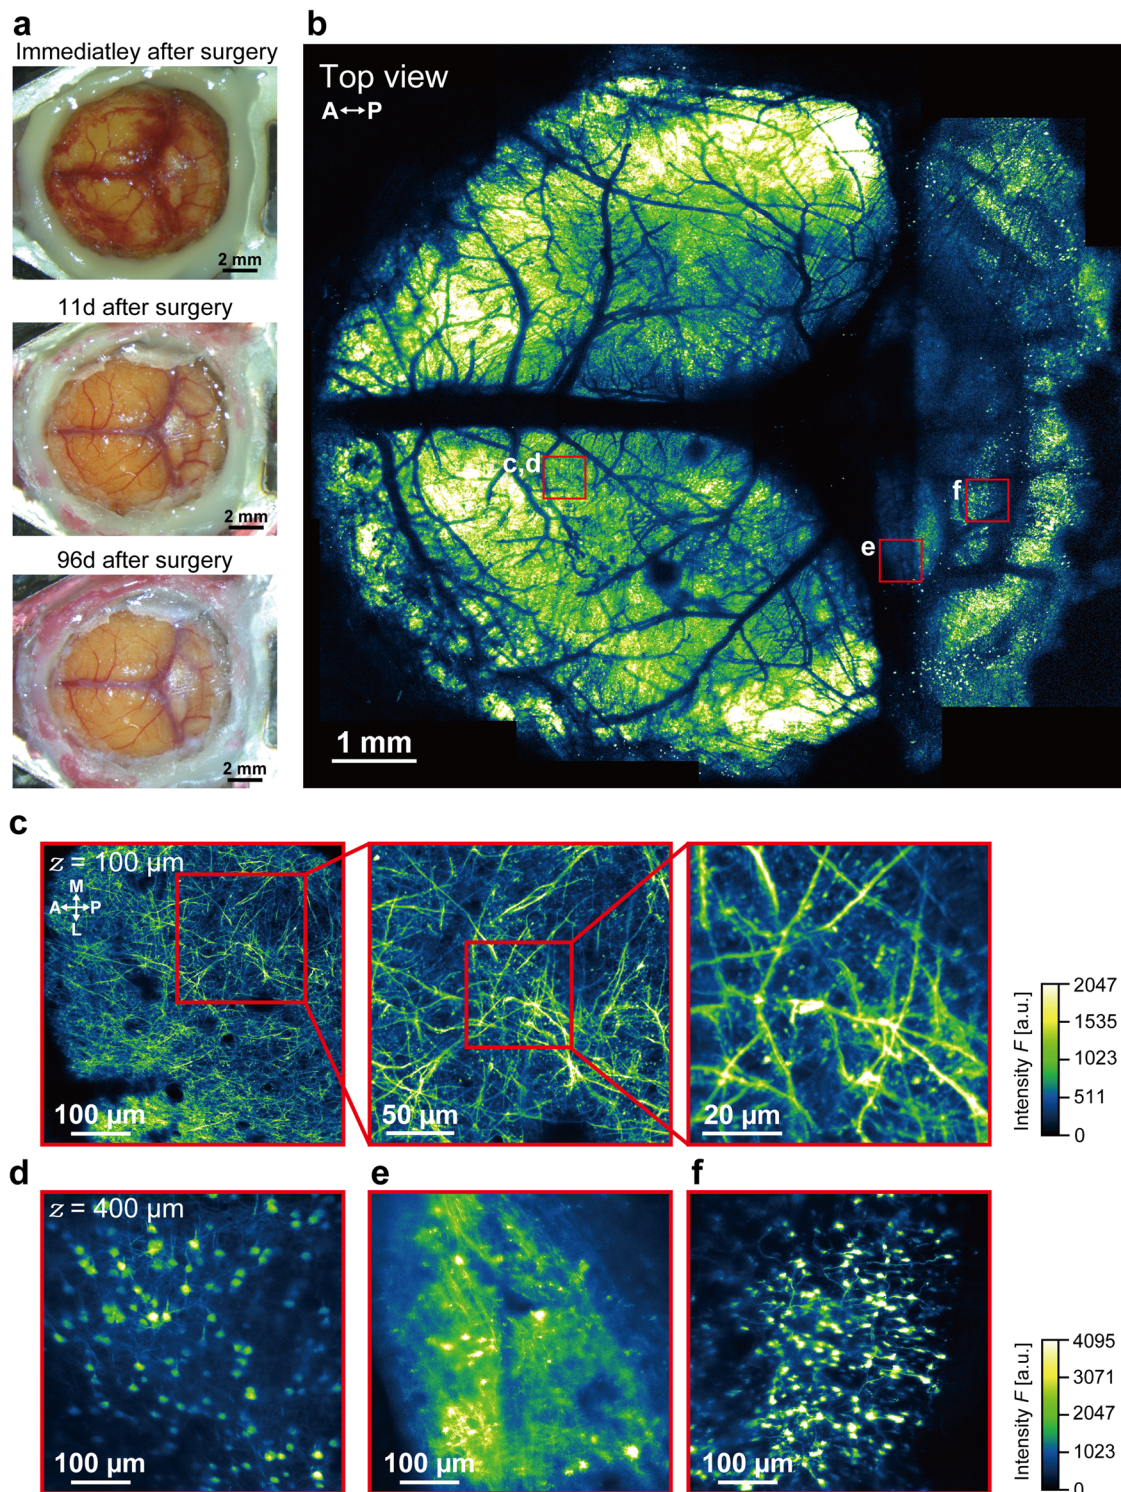 a
Immediatley after surgery
2 mm
11d after surgery
2 mm
96d after surgery
2 mm
b
Top view
A↔P
c,d
f
e
1 mm
c
z = 100 µm
M
A P
L
100 µm
50 µm
20 µm
Intensity F [a.u.]
2047
1535
1023
511
0
d
z = 400 µm
100 µm
e
100 µm
f
100 µm
Intensity F [a.u.]
4095
3071
2047
1023
0